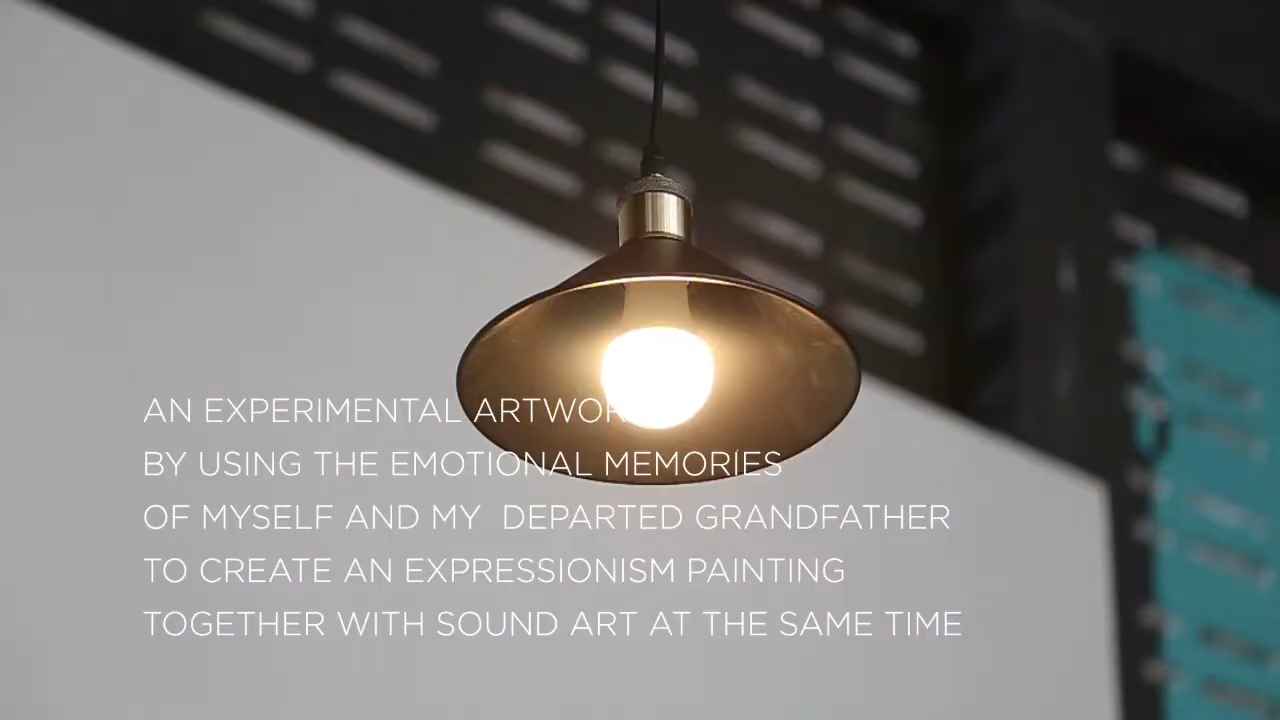 AN EXPERIMENTAL ARTWORK
BY USING THE EMOTIONAL MEMORIES
OF MYSELF AND MY  DEPARTED GRANDFATHER
TO CREATE AN EXPRESSIONISM PAINTING
TOGETHER WITH SOUND ART AT THE SAME TIME